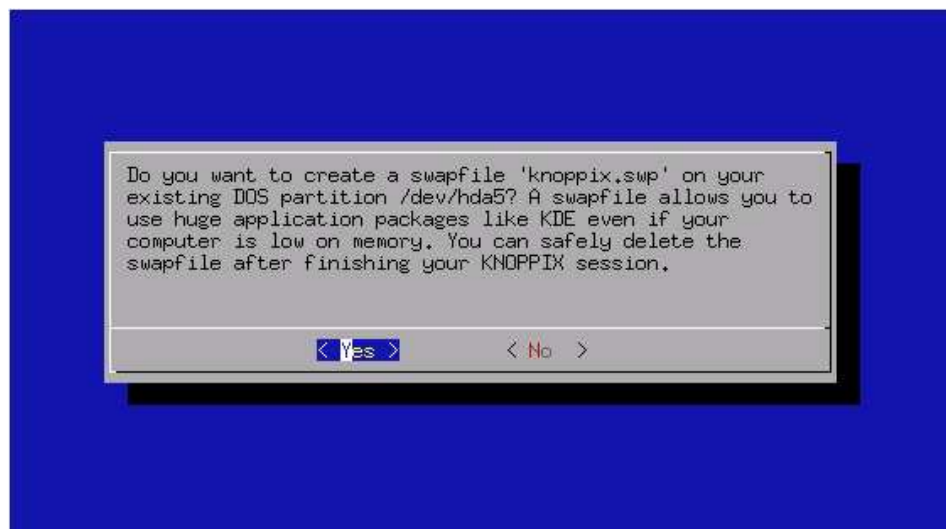 Do you want to create a swapfile 'knoppix.swp' on your
existing DOS partition /dev/hda5? A swapfile allows you to
use huge application packages like KDE even if your
computer is low on memory. You can safely delete the
swapfile after finishing your KNOPPIX session.
< Yes > < No >